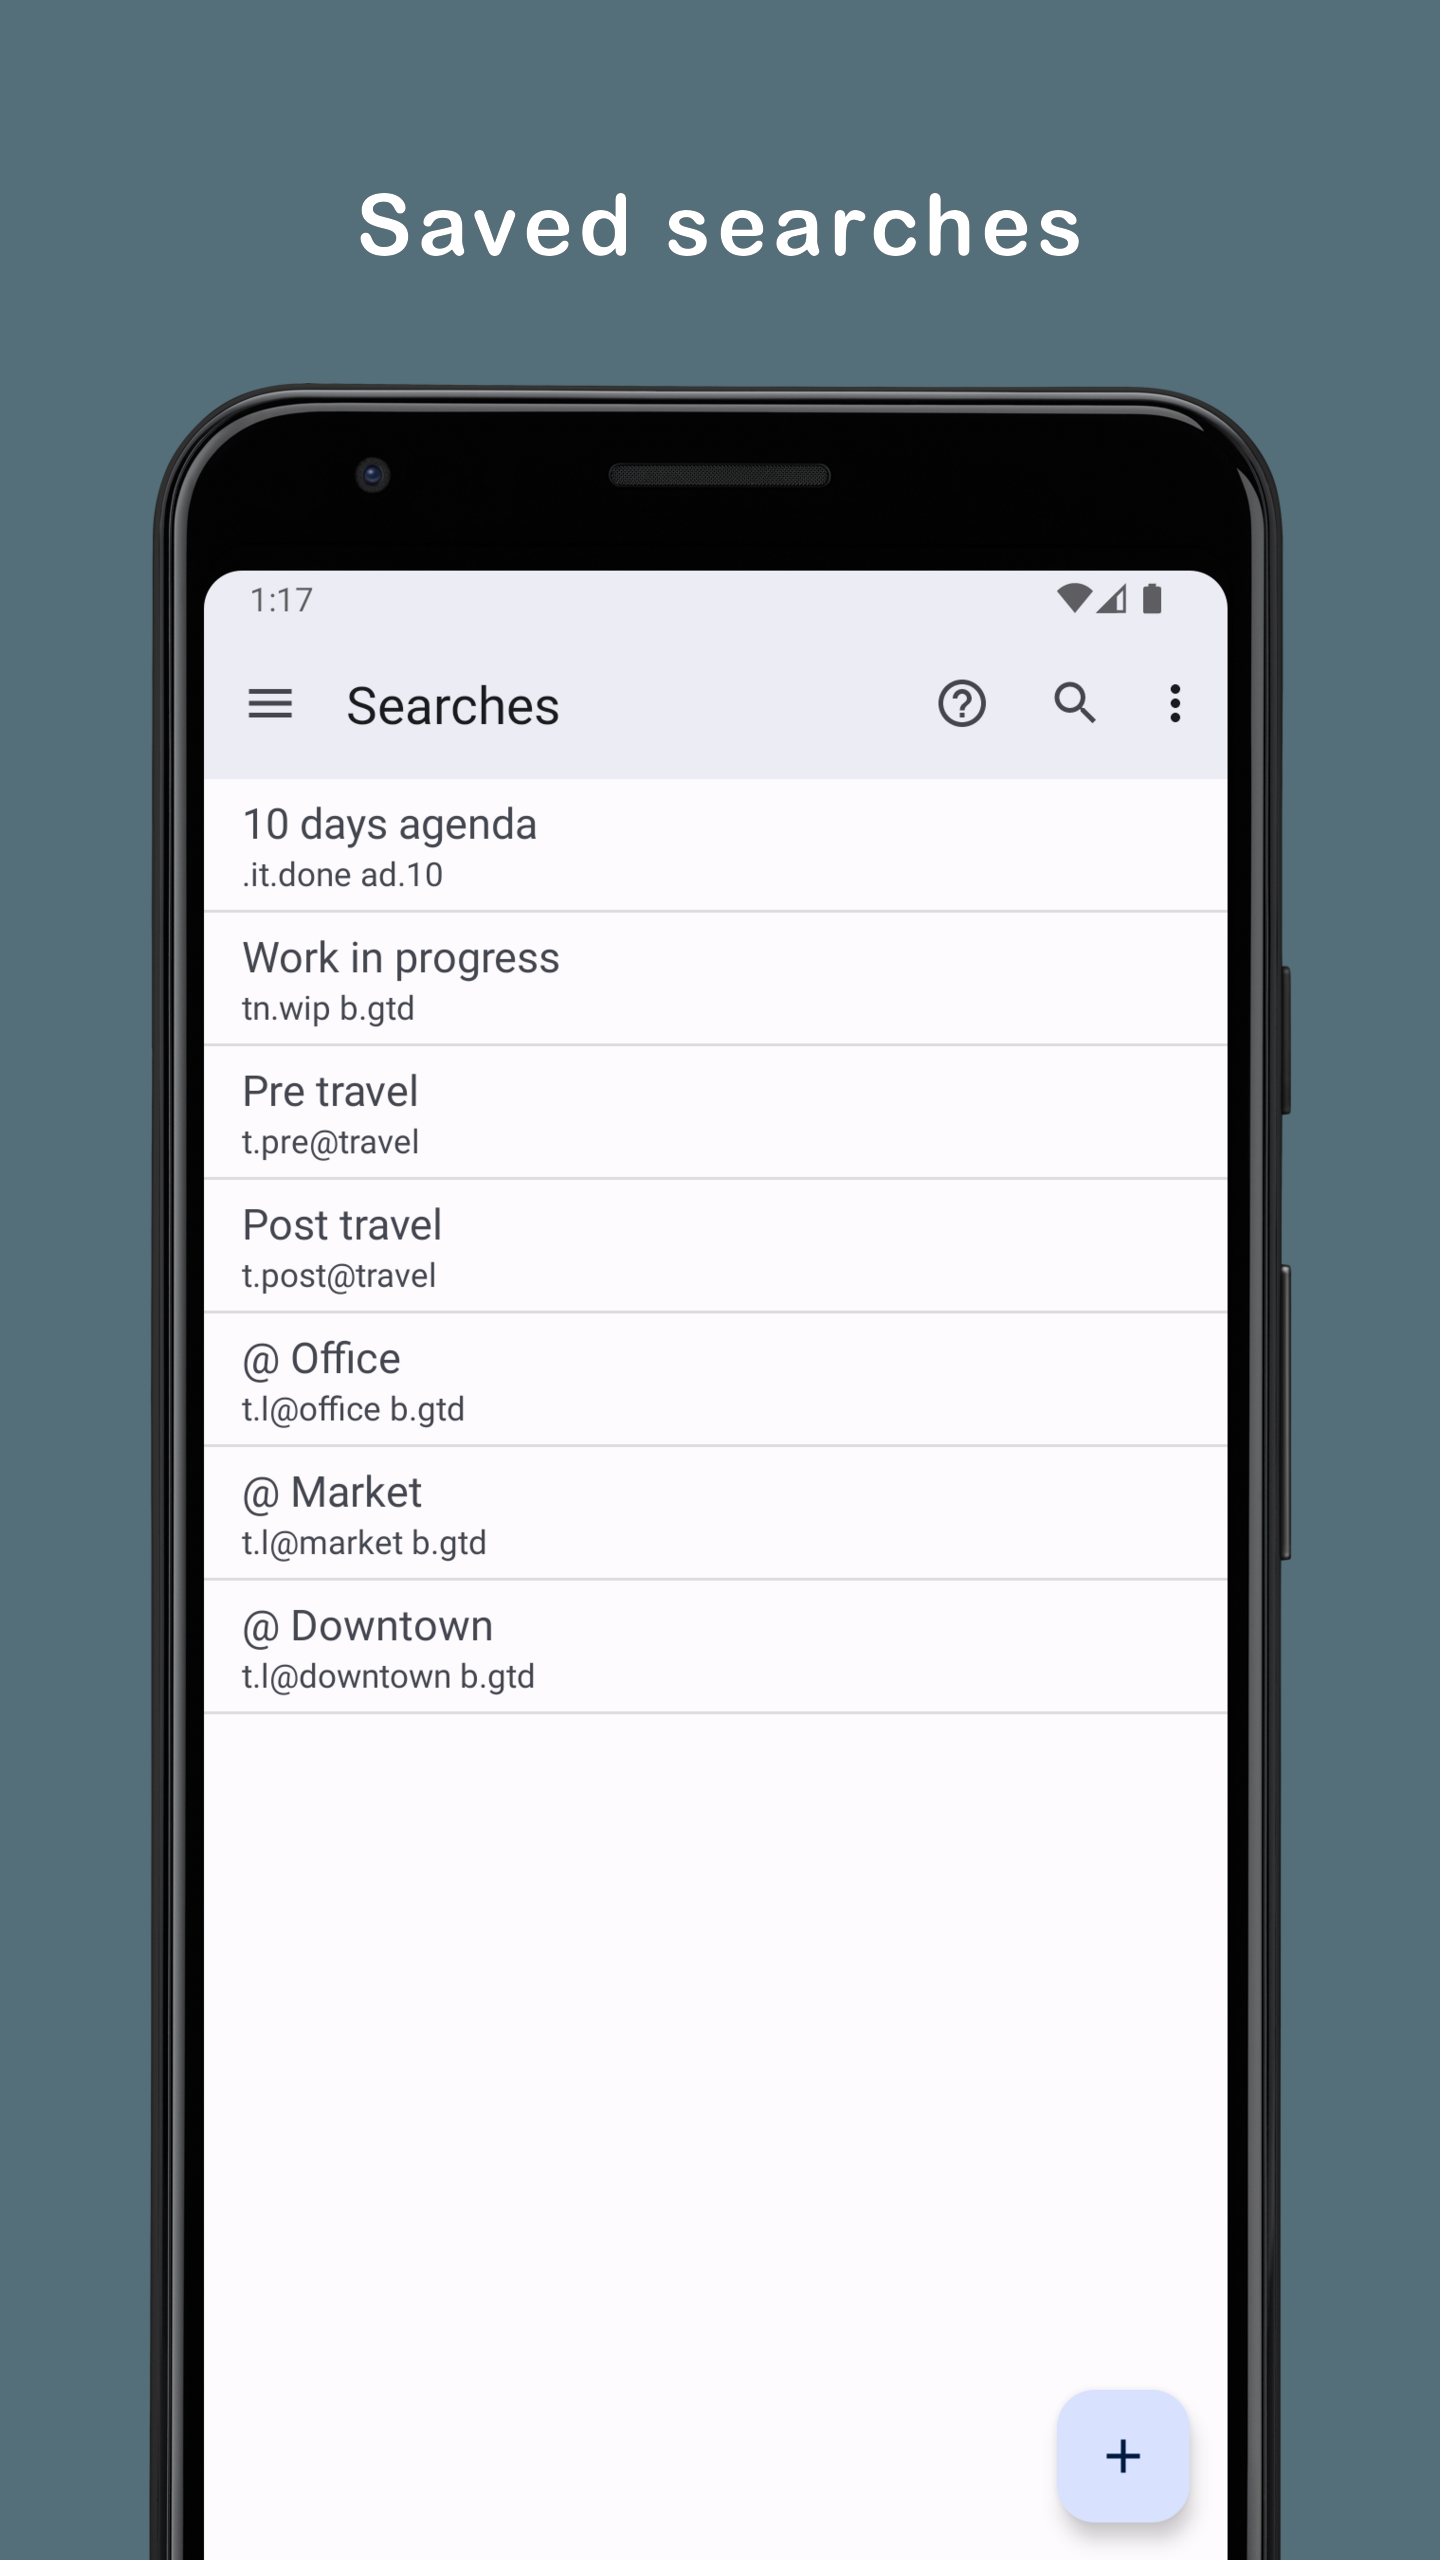 Saved searches
1:17
Searches
10 days agenda
.it.done ad.10
Work in progress
tn.wip b.gtd
Pre travel
t.pre@travel
Post travel
t.post@travel
@ Office
t.l@office b.gtd
@ Market
t.l@market b.gtd
@ Downtown
t.l@downtown b.gtd